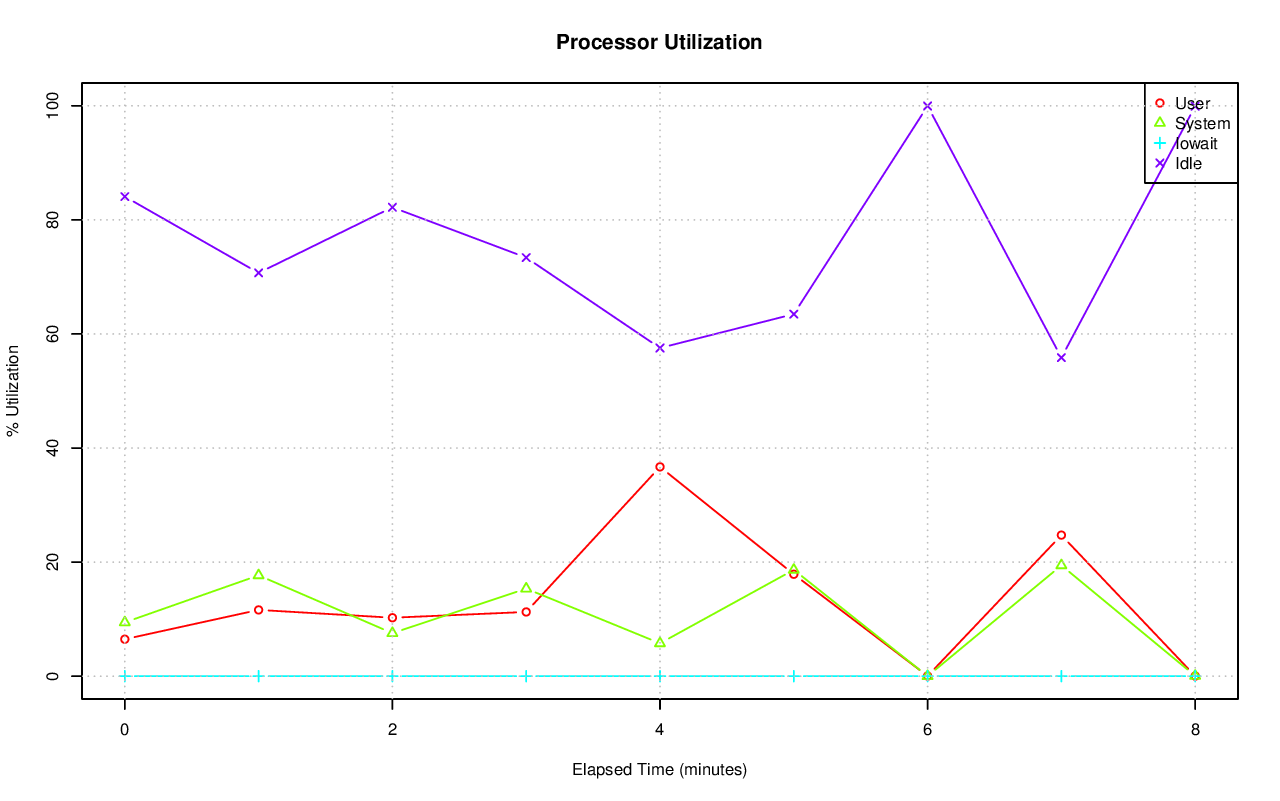 Processor Utilization
% Utilization
100
80
60
40
20
0
User
System
Iowait
Idle
0 2 4 6 8
Elapsed Time (minutes)